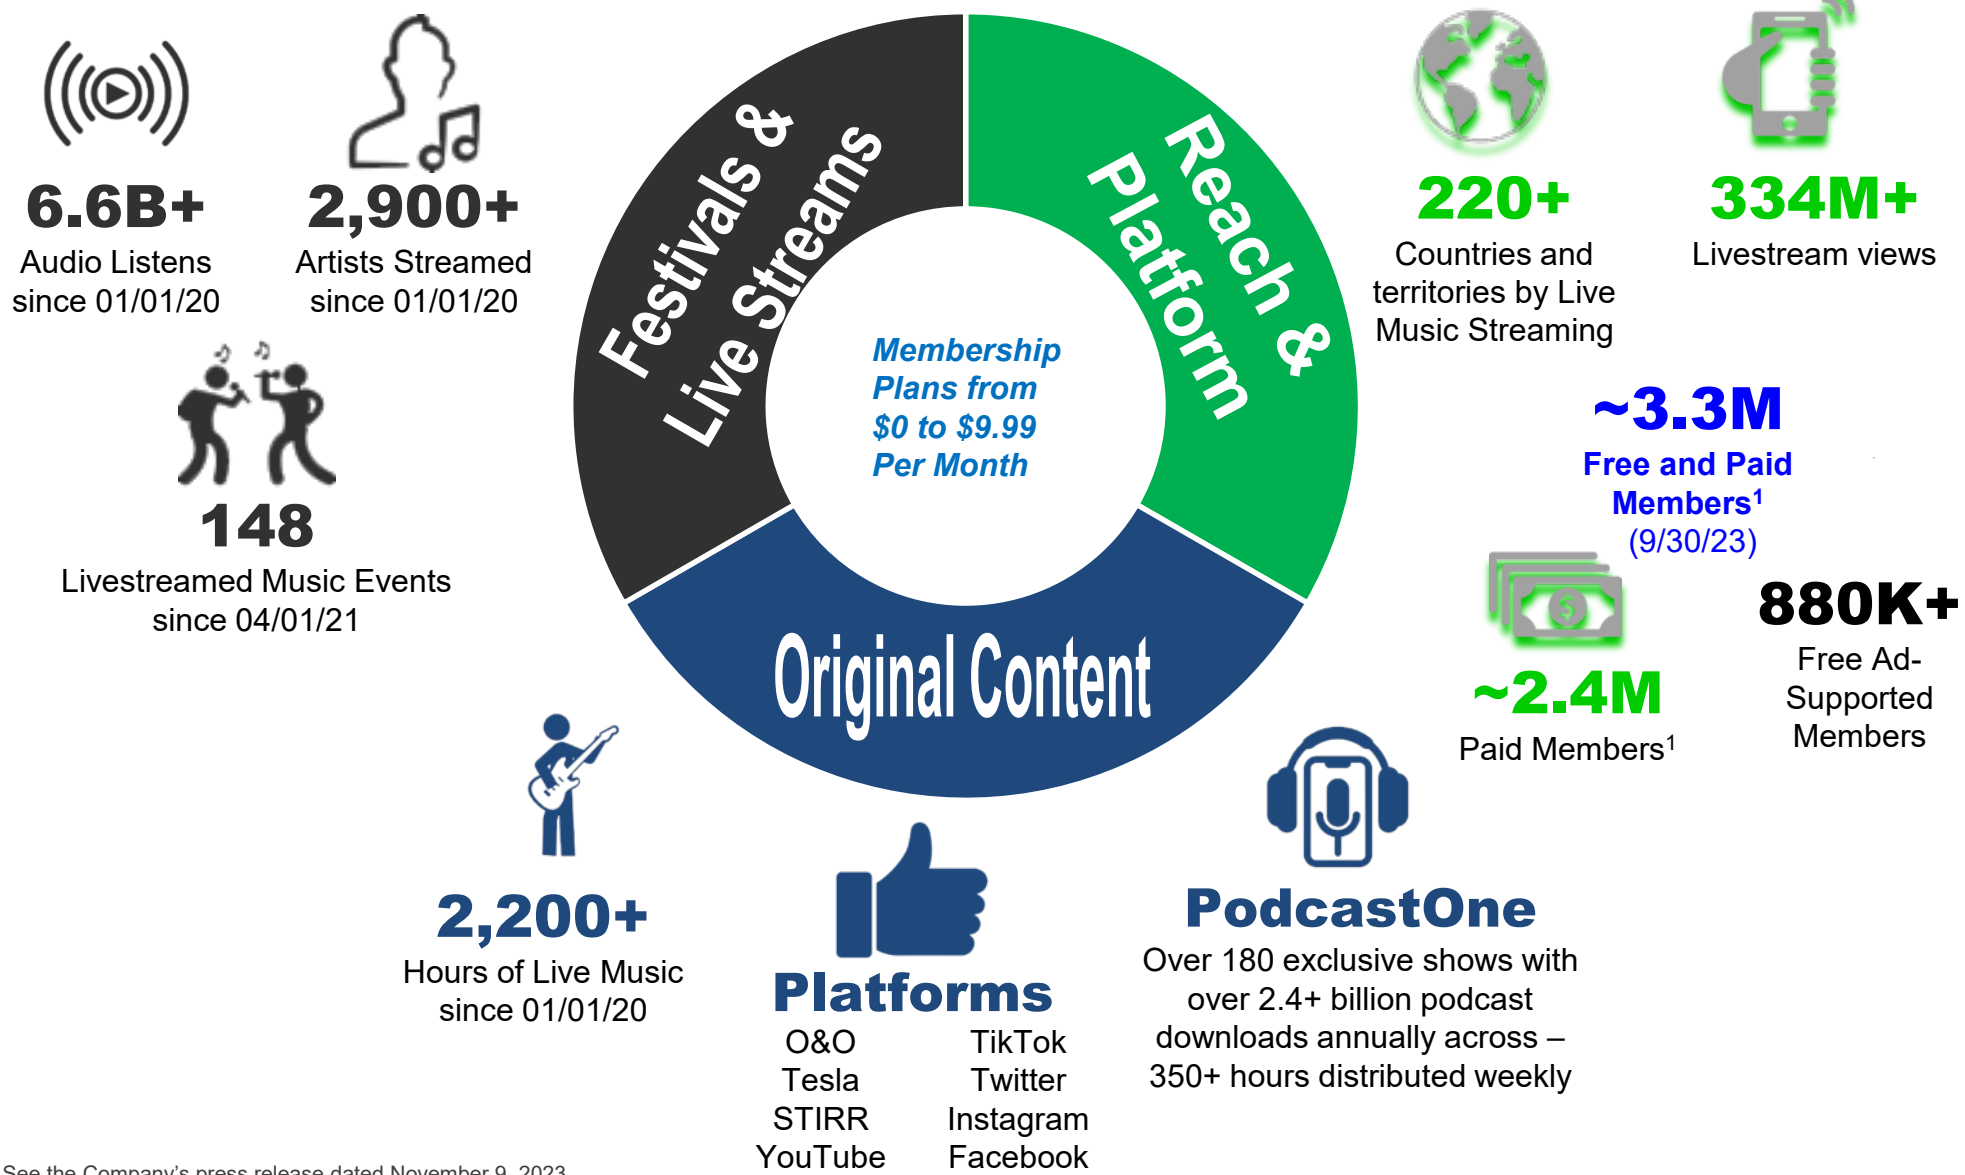 6.6B+
Audio Listens
since 01/01/20
2,900+
Artists Streamed
since 01/01/20
148
Livestreamed Music Events
since 04/01/21
Festivals &
Live Streams
Reach &
Platform
Original Content
Membership
Plans from
$0 to $9.99
Per Month
220+
Countries and
territories by Live
Music Streaming
334M+
Livestream views
~3.3M
Free and Paid
Members¹
(9/30/23)
~2.4M
Paid Members¹
880K+
Free Ad-
Supported
Members
2,200+
Hours of Live Music
since 01/01/20
Platforms
O&O TikTok
Tesla Twitter
STIRR Instagram
YouTube Facebook
PodcastOne
Over 180 exclusive shows with
over 2.4+ billion podcast
downloads annually across –
350+ hours distributed weekly
See the Company's press release dated November 9, 2023